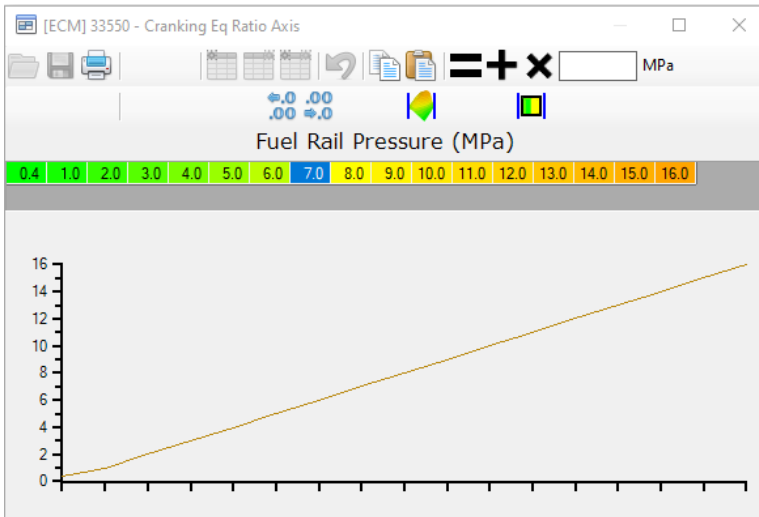 [ECM] 33550 - Cranking Eq Ratio Axis
MPa
.0 .00
.00 .0
Fuel Rail Pressure (MPa)
0.4 1.0 2.0 3.0 4.0 5.0 6.0 7.0 8.0 9.0 10.0 11.0 12.0 13.0 14.0 15.0 16.0
16
14
12
10
8
6
4
2
0